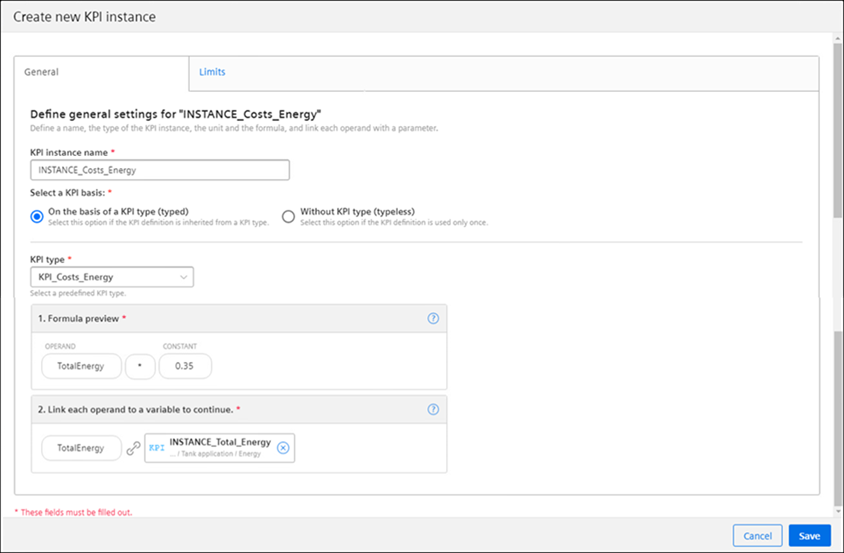 Create new KPI instance
General
Limits
Define general settings for "INSTANCE_Costs_Energy"
Define a name, the type of the KPI instance, the unit and the formula, and link each operand with a parameter.
KPI instance name *
INSTANCE_Costs_Energy
Select a KPI basis: *
On the basis of a KPI type (typed)
Select this option if the KPI definition is inherited from a KPI type.
Without KPI type (typeless)
Select this option if the KPI definition is used only once.
KPI type *
KPI_Costs_Energy
Select a predefined KPI type.
1. Formula preview *
?
OPERAND
CONSTANT
TotalEnergy
*
0.35
2. Link each operand to a variable to continue. *
?
TotalEnergy
KPI
INSTANCE_Total_Energy
... / Tank application / Energy
* These fields must be filled out.
Cancel
Save